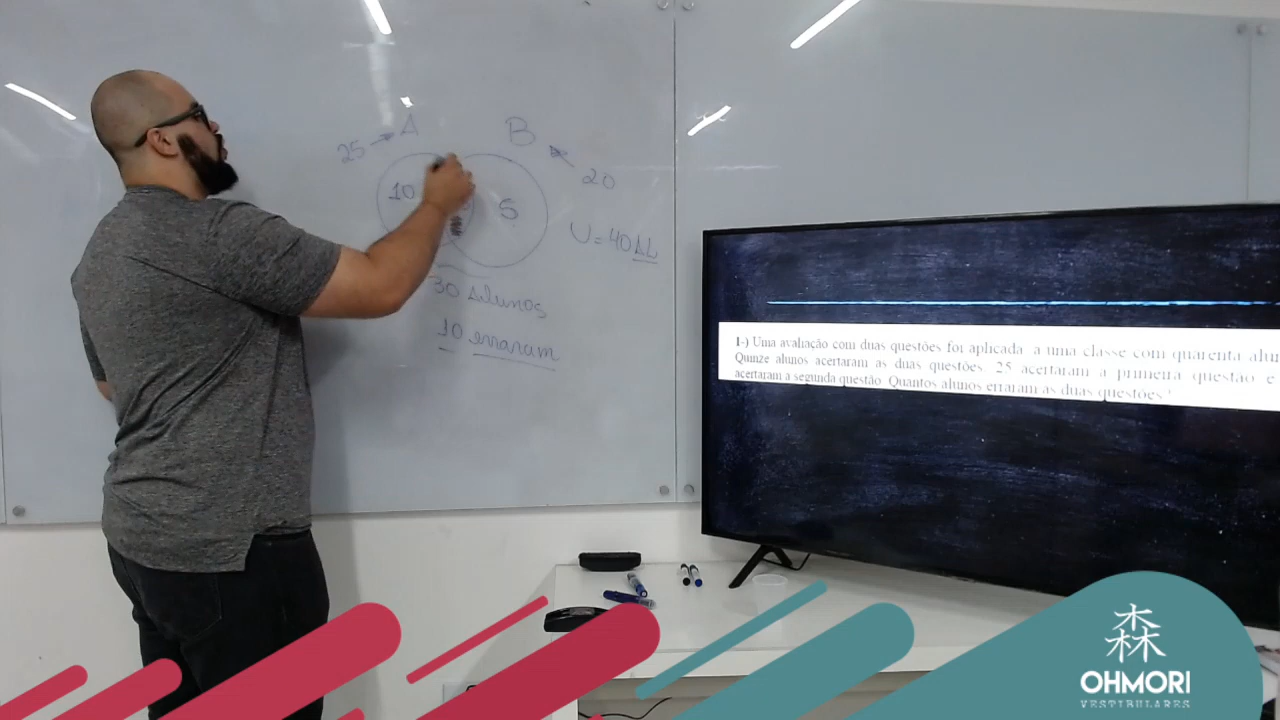 A
B
25
20
10
5
U = 40 AL
30 Alunos
10 erraram
1-) Uma avaliação com duas questões foi aplicada a uma classe com quarenta
Quinze alunos acertaram as duas questões. 25 acertaram a primeira questão e
acertaram a segunda questão. Quantos alunos erraram as duas questões?
森
OHMORI
VESTIBULARES